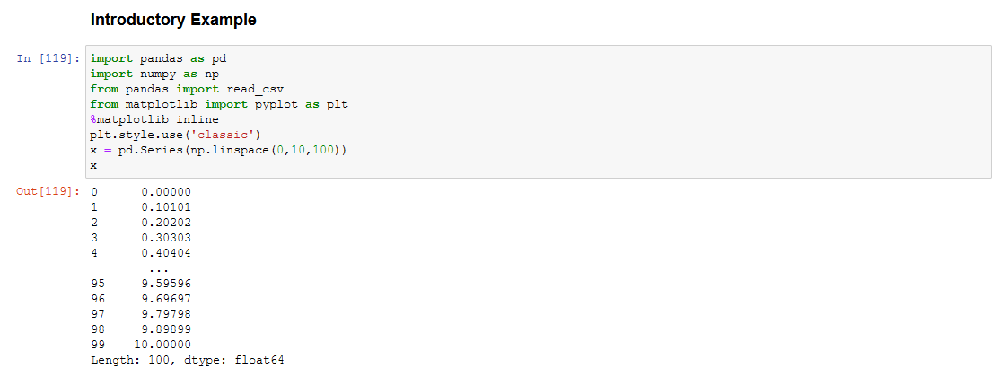 Introductory Example
In [119]: import pandas as pd
import numpy as np
from pandas import read_csv
from matplotlib import pyplot as plt
%matplotlib inline
plt.style.use('classic')
x = pd.Series(np.linspace(0,10,100))
x
Out[119]: 0      0.00000
1      0.10101
2      0.20202
3      0.30303
4      0.40404
...
95     9.59596
96     9.69697
97     9.79798
98     9.89899
99    10.00000
Length: 100, dtype: float64